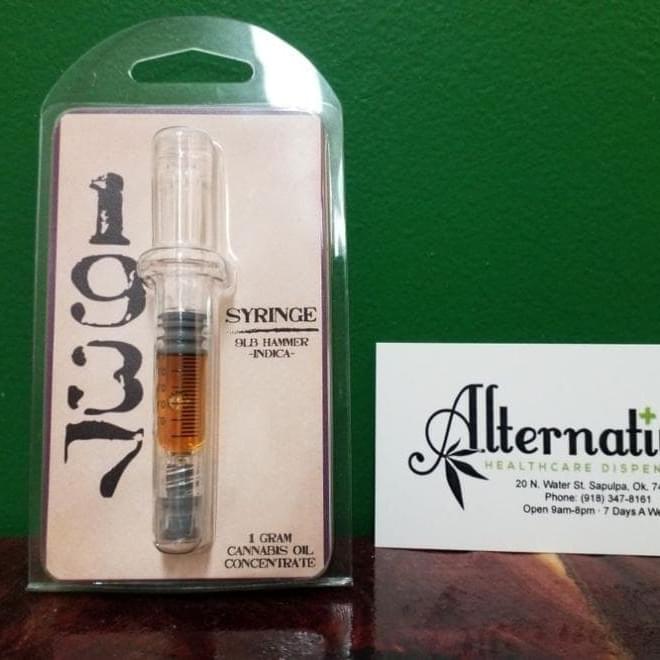 1937
SYRINGE
9LB HAMMER
-INDICA-
1 GRAM
CANNABIS OIL
CONCENTRATE
Alternati
HEALTHCARE DISPEN
20 N. Water St. Sapulpa, Ok, 74
Phone: (918) 347-8161
Open 9am-8pm · 7 Days A We